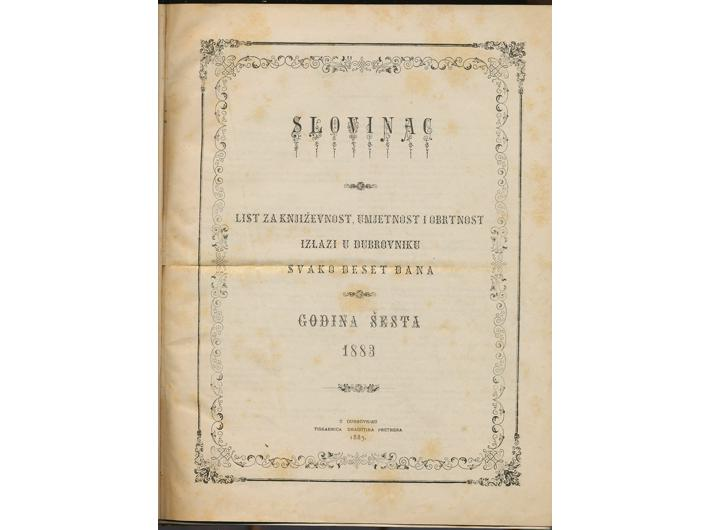 SLOVINAC
LIST ZA KNJIŽEVNOST, UMJETNOST I OBRTNOST
IZLAZI U DUBROVNIKU
SVAKO DESET DANA
GODINA ŠESTA
1883
U DUBROVNIKU
TISKARNICA DRAGUTINA PRETNERA
1883.